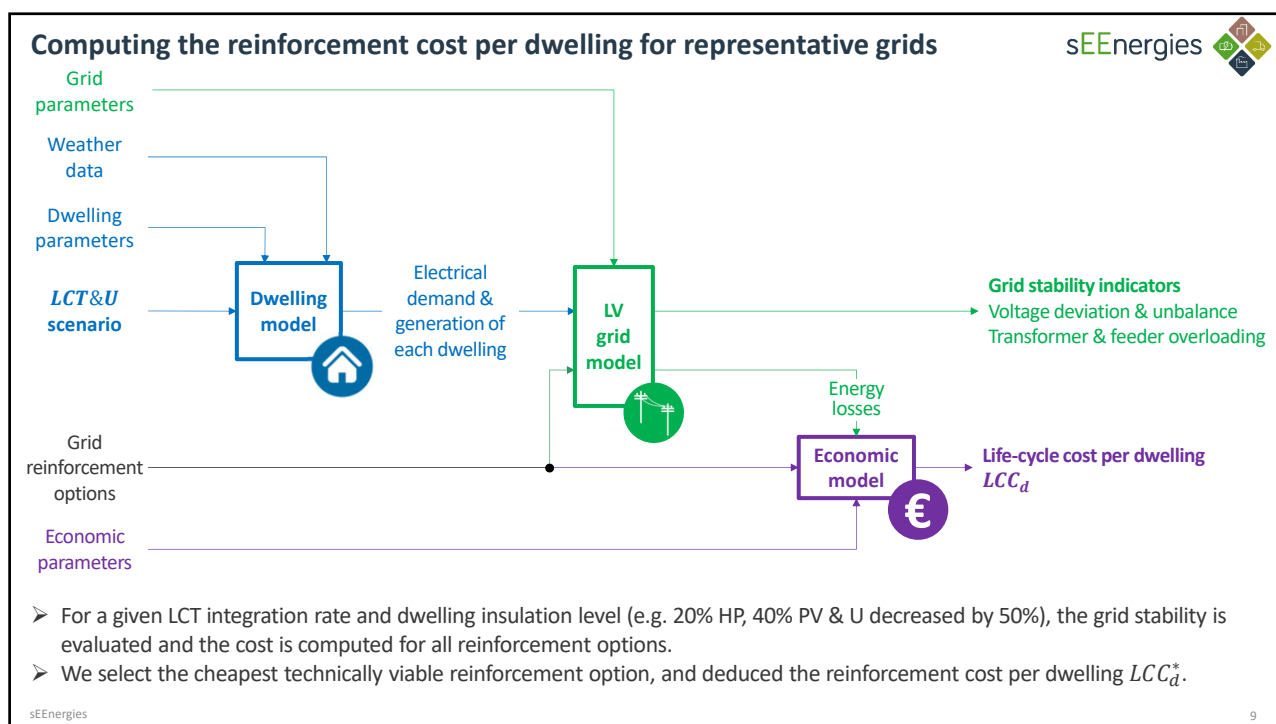 Computing the reinforcement cost per dwelling for representative grids
sEEnergies
Grid
parameters
Weather
data
Dwelling
parameters
LCT&U
scenario
Dwelling
model
Electrical
demand &
generation of
each dwelling
LV
grid
model
Grid stability indicators
Voltage deviation & unbalance
Transformer & feeder overloading
Energy
losses
Grid
reinforcement
options
Economic
model
€
Life-cycle cost per dwelling
LCC_d
Economic
parameters
➢ For a given LCT integration rate and dwelling insulation level (e.g. 20% HP, 40% PV & U decreased by 50%), the grid stability is
evaluated and the cost is computed for all reinforcement options.
➢ We select the cheapest technically viable reinforcement option, and deduced the reinforcement cost per dwelling LCC_d^*.
sEEnergies
9